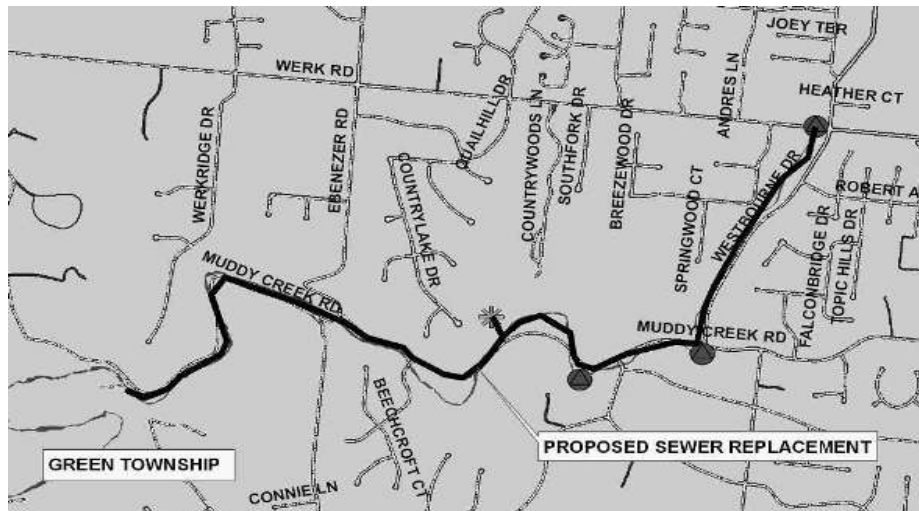 JOEY TER
WERK RD
HEATHER CT
ANDRES LN
QUAILHILL DR
COUNTRYWOODS LN
SOUTHFORK DR
BREEZEWOOD DR
WERKRIDGE DR
EBENEZER RD
COUNTRYLAKE DR
SPRINGWOOD CT
WESTBOURNE DR
ROBERT A
FALCONBRIDGE DR
TOPIC HILLS DR
MUDDY CREEK RD
MUDDY CREEK RD
BEECHCROFT CT
PROPOSED SEWER REPLACEMENT
GREEN TOWNSHIP
CONNIE LN